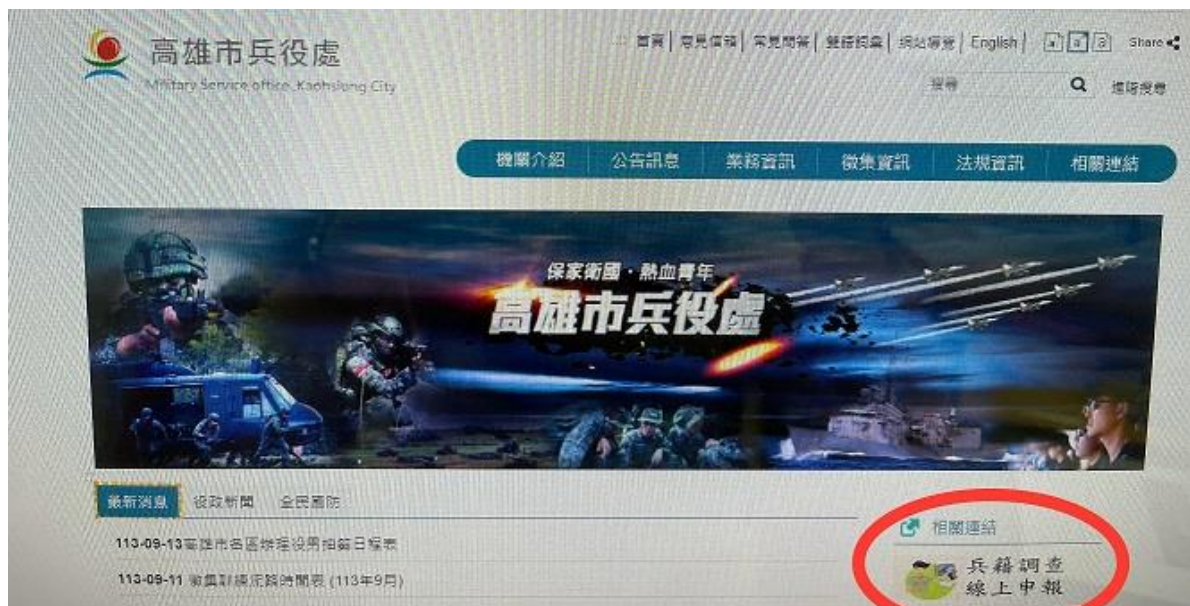 高雄市兵役處
Military Service office, Kaohsiung City
首頁 | 意見信箱 | 常見問答 | 雙語詞彙 | 網站導覽 | English | a a a Share
搜尋 進階搜尋
機關介紹 公告訊息 業務資訊 徵集資訊 法規資訊 相關連結
保家衛國・熱血青年
高雄市兵役處
最新消息 役政新聞 全民國防
113-09-13高雄市各區辦理役男抽籤日程表
相關連結
113-09-11 徵集訓練流路時間表 (113年9月)
兵籍調查
線上申報